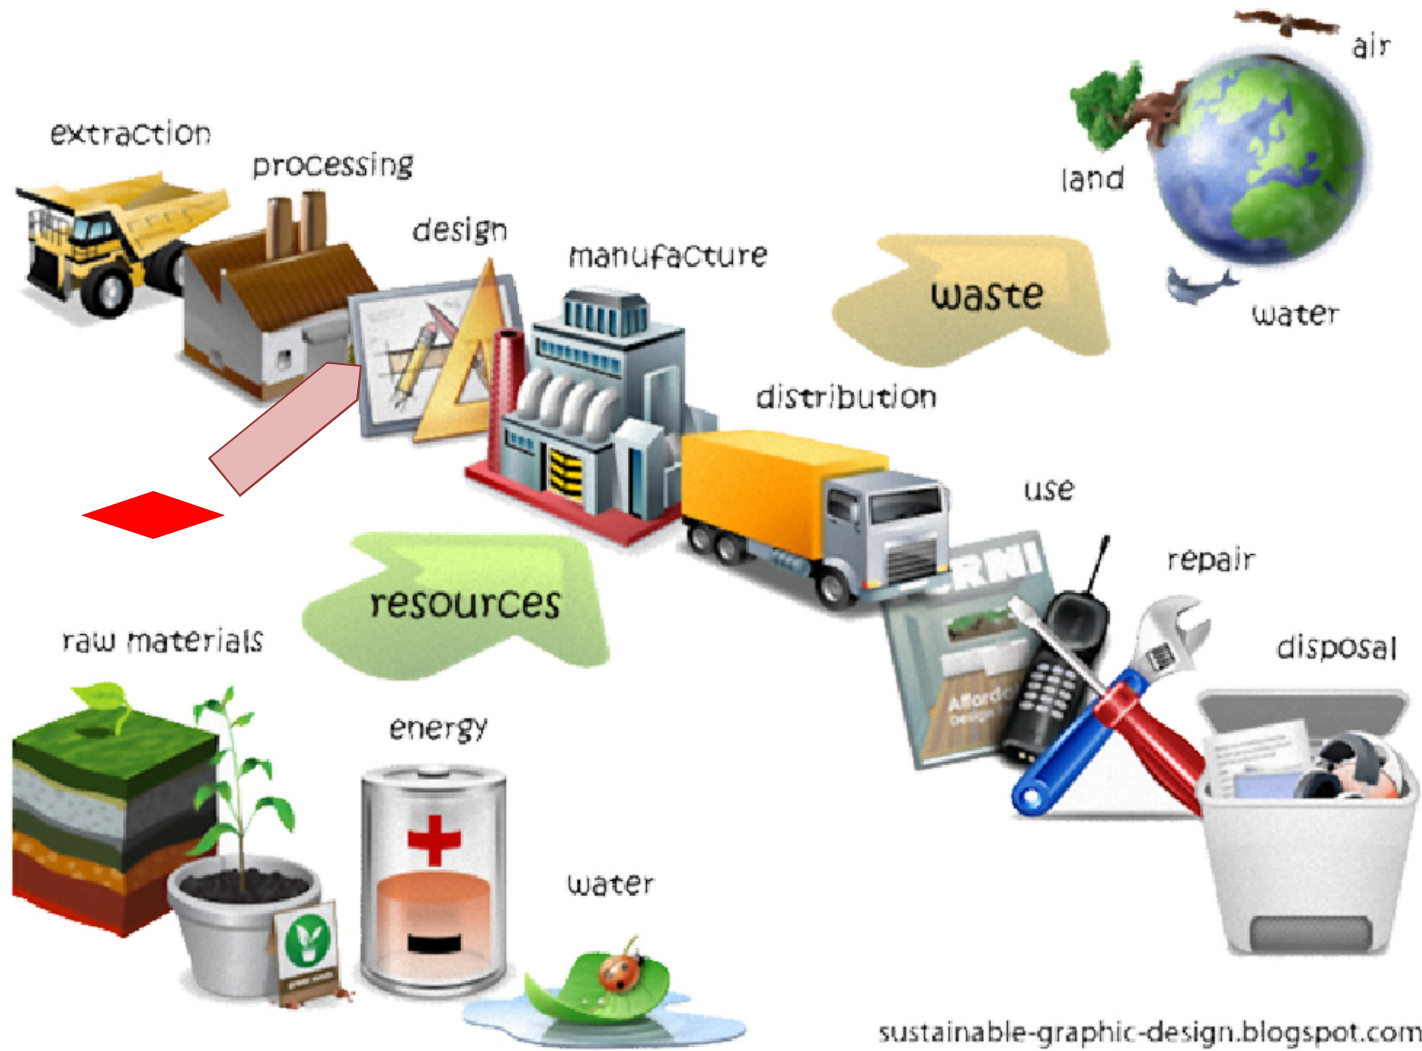 air
extraction
processing
land
design
manufacture
waste
water
distribution
use
repair
resources
raw materials
disposal
energy
water
sustainable-graphic-design.blogspot.com